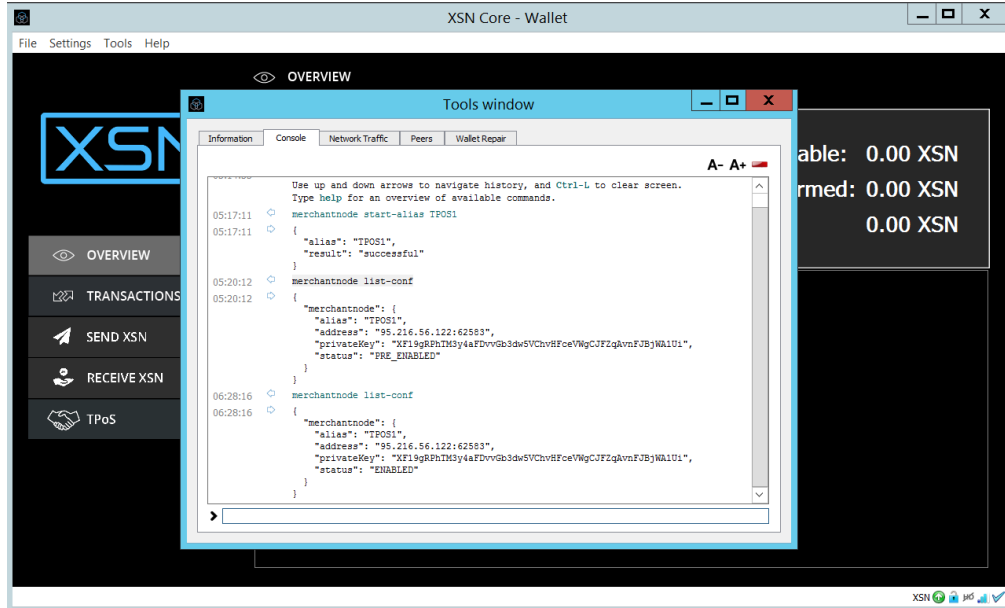 XSN Core - Wallet
File Settings Tools Help
OVERVIEW
XSN
able: 0.00 XSN
rmed: 0.00 XSN
0.00 XSN
OVERVIEW
TRANSACTIONS
SEND XSN
RECEIVE XSN
TPoS
Tools window
Information Console Network Traffic Peers Wallet Repair
A- A+
Use up and down arrows to navigate history, and Ctrl-L to clear screen.
Type help for an overview of available commands.
05:17:11 merchantnode start-alias TPOS1
05:17:11 {
"alias": "TPOS1",
"result": "successful"
}
05:20:12 merchantnode list-conf
05:20:12 {
"merchantnode": {
"alias": "TPOS1",
"address": "95.216.56.122:62583",
"privateKey": "XF19gRPhTM3y4aFDvvGb3dw5VChvHFceVWgCJFZqAvnFJBjWA1Ui",
"status": "PRE_ENABLED"
}
}
06:28:16 merchantnode list-conf
06:28:16 {
"merchantnode": {
"alias": "TPOS1",
"address": "95.216.56.122:62583",
"privateKey": "XF19gRPhTM3y4aFDvvGb3dw5VChvHFceVWgCJFZqAvnFJBjWA1Ui",
"status": "ENABLED"
}
}
XSN